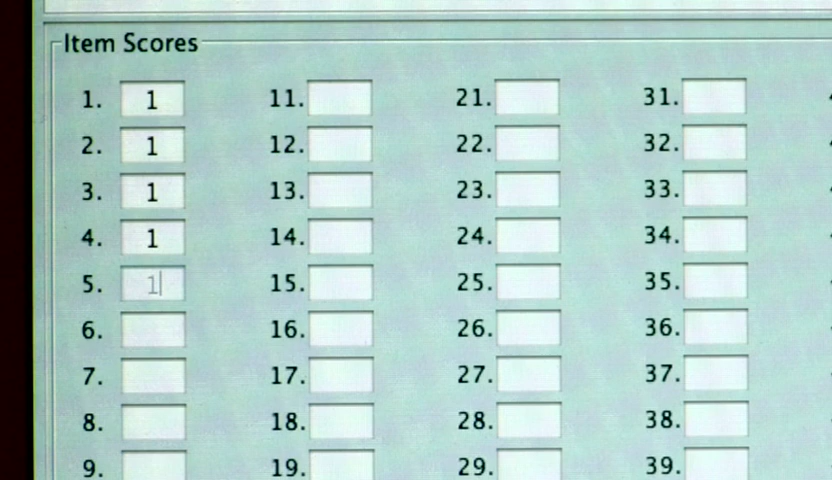 Item Scores
1. 1 11. 21. 31.
2. 1 12. 22. 32.
3. 1 13. 23. 33.
4. 1 14. 24. 34.
5. 1 15. 25. 35.
6. 16. 26. 36.
7. 17. 27. 37.
8. 18. 28. 38.
9. 19. 29. 39.